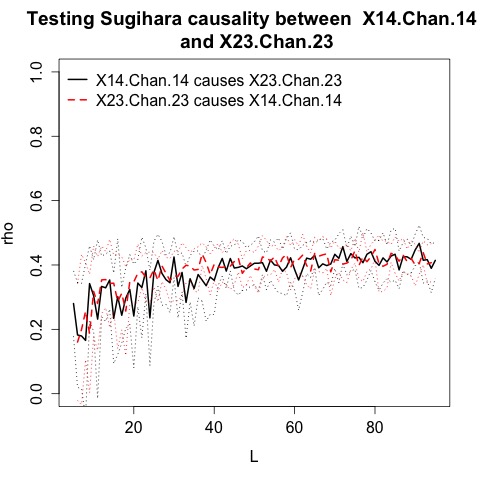 Testing Sugihara causality between  X14.Chan.14
and X23.Chan.23
X14.Chan.14 causes X23.Chan.23
X23.Chan.23 causes X14.Chan.14
rho
1.0
0.8
0.6
0.4
0.2
0.0
20 40 60 80
L